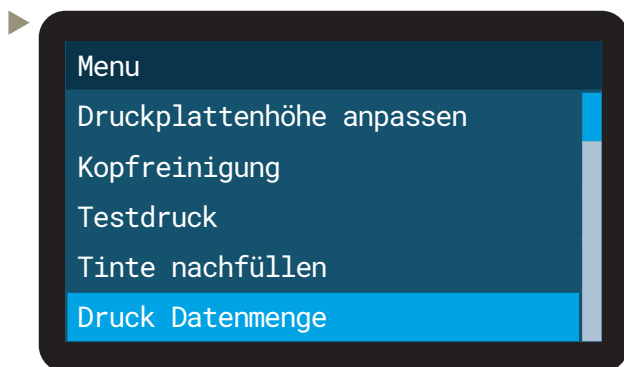 Menu
Druckplattenhöhe anpassen
Kopfreinigung
Testdruck
Tinte nachfüllen
Druck Datenmenge